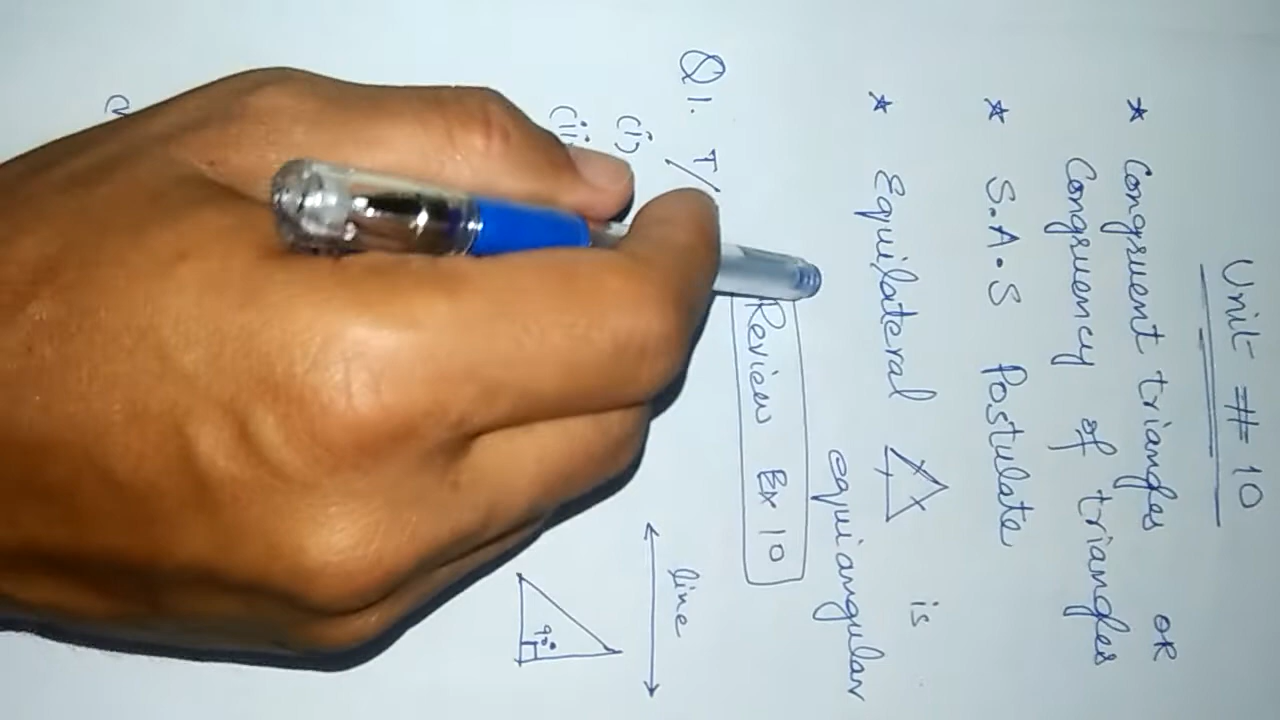 Unit # 10
* Congruent triangles OR
Congruency of triangles
* S.A.S Postulate
* Equilateral is
equiangular
Review Ex 10
Q1. T/
line
(i)
(ii)
90°